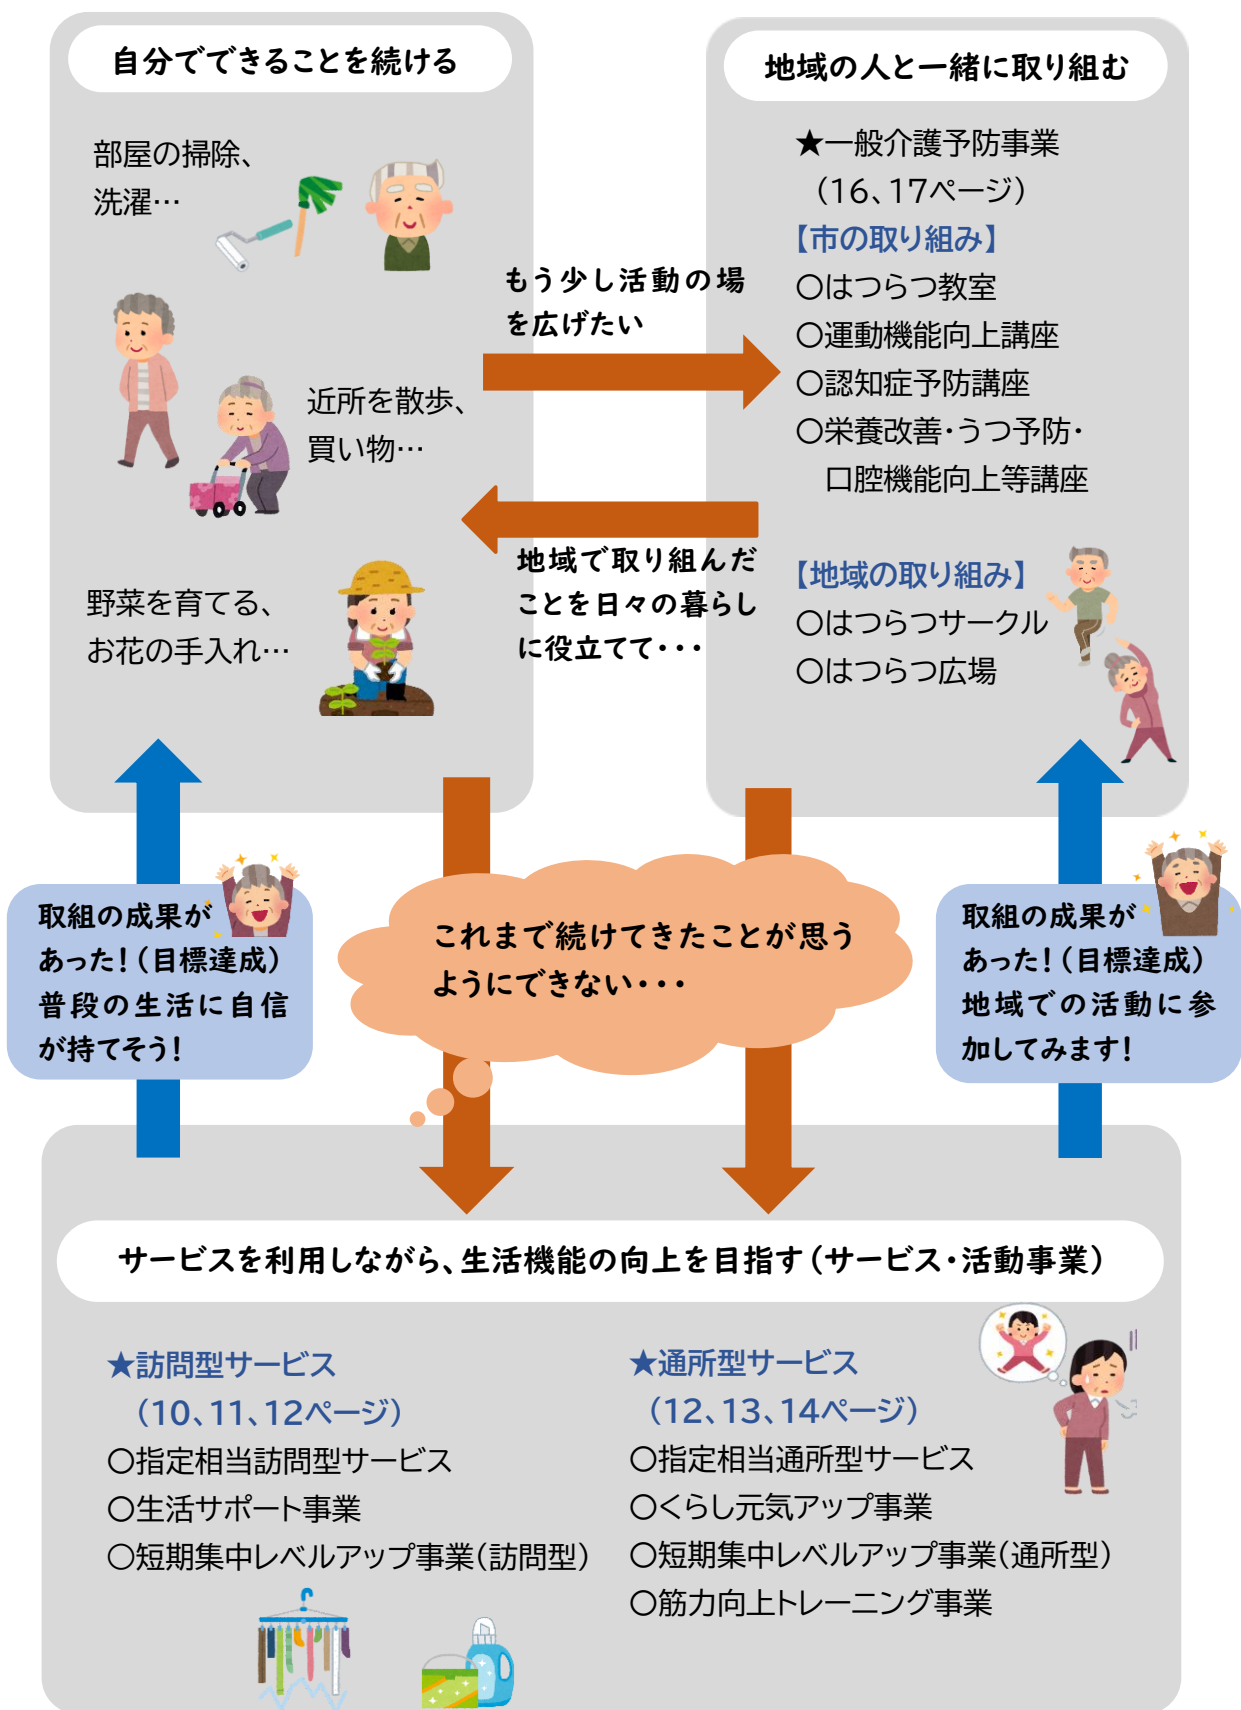 自分でできることを続ける
部屋の掃除、
洗濯…
近所を散歩、
買い物…
野菜を育てる、
お花の手入れ…
もう少し活動の場
を広げたい
地域で取り組んだ
ことを日々の暮らし
に役立てて・・・
地域の人と一緒に取り組む
★一般介護予防事業
（16、17ページ）
【市の取り組み】
〇はつらつ教室
〇運動機能向上講座
〇認知症予防講座
〇栄養改善・うつ予防・
口腔機能向上等講座
【地域の取り組み】
〇はつらつサークル
〇はつらつ広場
取組の成果が
あった！（目標達成）
普段の生活に自信
が持てそう！
これまで続けてきたことが思う
ようにできない・・・
取組の成果が
あった！（目標達成）
地域での活動に参
加してみます！
サービスを利用しながら、生活機能の向上を目指す（サービス・活動事業）
★訪問型サービス
（10、11、12ページ）
〇指定相当訪問型サービス
〇生活サポート事業
〇短期集中レベルアップ事業（訪問型）
★通所型サービス
（12、13、14ページ）
〇指定相当通所型サービス
〇くらし元気アップ事業
〇短期集中レベルアップ事業（通所型）
〇筋力向上トレーニング事業